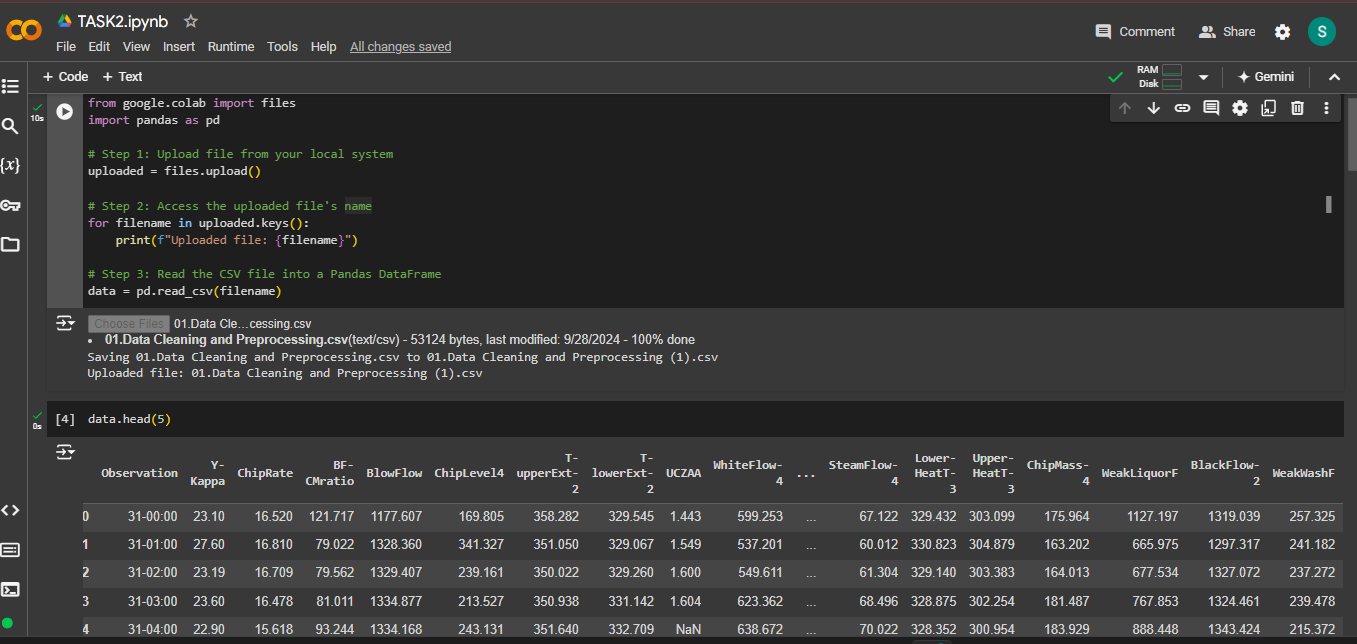 TASK2.ipynb
File Edit View Insert Runtime Tools Help All changes saved
Comment Share S
+ Code + Text
RAM
Disk
Gemini
10s
from google.colab import files
import pandas as pd
# Step 1: Upload file from your local system
uploaded = files.upload()
# Step 2: Access the uploaded file's name
for filename in uploaded.keys():
    print(f"Uploaded file: {filename}")
# Step 3: Read the CSV file into a Pandas DataFrame
data = pd.read_csv(filename)
Choose Files 01.Data Cle...cessing.csv
• 01.Data Cleaning and Preprocessing.csv(text/csv) - 53124 bytes, last modified: 9/28/2024 - 100% done
Saving 01.Data Cleaning and Preprocessing.csv to 01.Data Cleaning and Preprocessing (1).csv
Uploaded file: 01.Data Cleaning and Preprocessing (1).csv
0s
[4] data.head(5)
Observation Y-Kappa ChipRate BF-CMratio BlowFlow ChipLevel4 T-upperExt-2 T-lowerExt-2 UCZAA WhiteFlow-4 ... SteamFlow-4 Lower-HeatT-3 Upper-HeatT-3 ChipMass-4 WeakLiquorF BlackFlow-2 WeakWashF
0 31-00:00 23.10 16.520 121.717 1177.607 169.805 358.282 329.545 1.443 599.253 ... 67.122 329.432 303.099 175.964 1127.197 1319.039 257.325
1 31-01:00 27.60 16.810 79.022 1328.360 341.327 351.050 329.067 1.549 537.201 ... 60.012 330.823 304.879 163.202 665.975 1297.317 241.182
2 31-02:00 23.19 16.709 79.562 1329.407 239.161 350.022 329.260 1.600 549.611 ... 61.304 329.140 303.383 164.013 677.534 1327.072 237.272
3 31-03:00 23.60 16.478 81.011 1334.877 213.527 350.938 331.142 1.604 623.362 ... 68.496 328.875 302.254 181.487 767.853 1324.461 239.478
4 31-04:00 22.90 15.618 93.244 1334.168 243.131 351.640 332.709 NaN 638.672 ... 70.022 328.352 300.954 183.929 888.448 1343.424 215.372